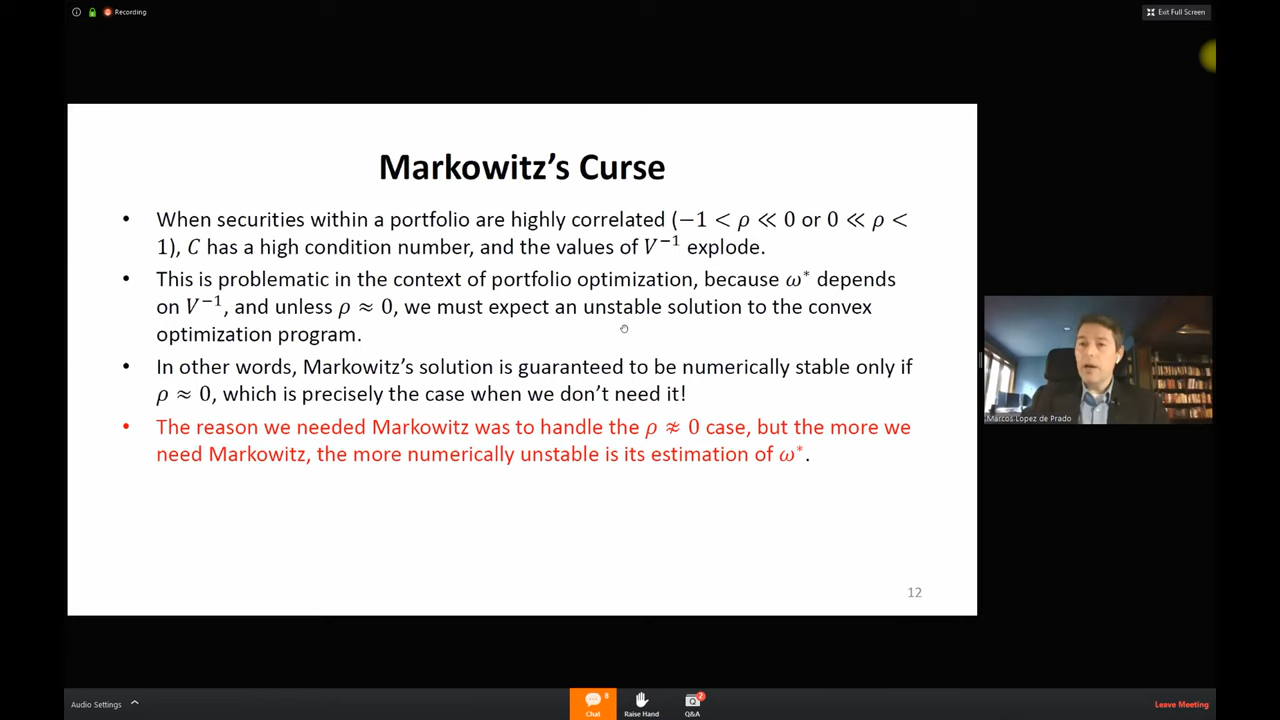 Recording
Exit Full Screen
Markowitz’s Curse
• When securities within a portfolio are highly correlated (−1 < ρ ≪ 0 or 0 ≪ ρ <
1), C has a high condition number, and the values of V⁻¹ explode.
• This is problematic in the context of portfolio optimization, because ω* depends
on V⁻¹, and unless ρ ≈ 0, we must expect an unstable solution to the convex
optimization program.
• In other words, Markowitz’s solution is guaranteed to be numerically stable only if
ρ ≈ 0, which is precisely the case when we don’t need it!
• The reason we needed Markowitz was to handle the ρ ≉ 0 case, but the more we
need Markowitz, the more numerically unstable is its estimation of ω*.
12
Marcos Lopez de Prado
Audio Settings
8
Chat
Raise Hand
2
Q&A
Leave Meeting